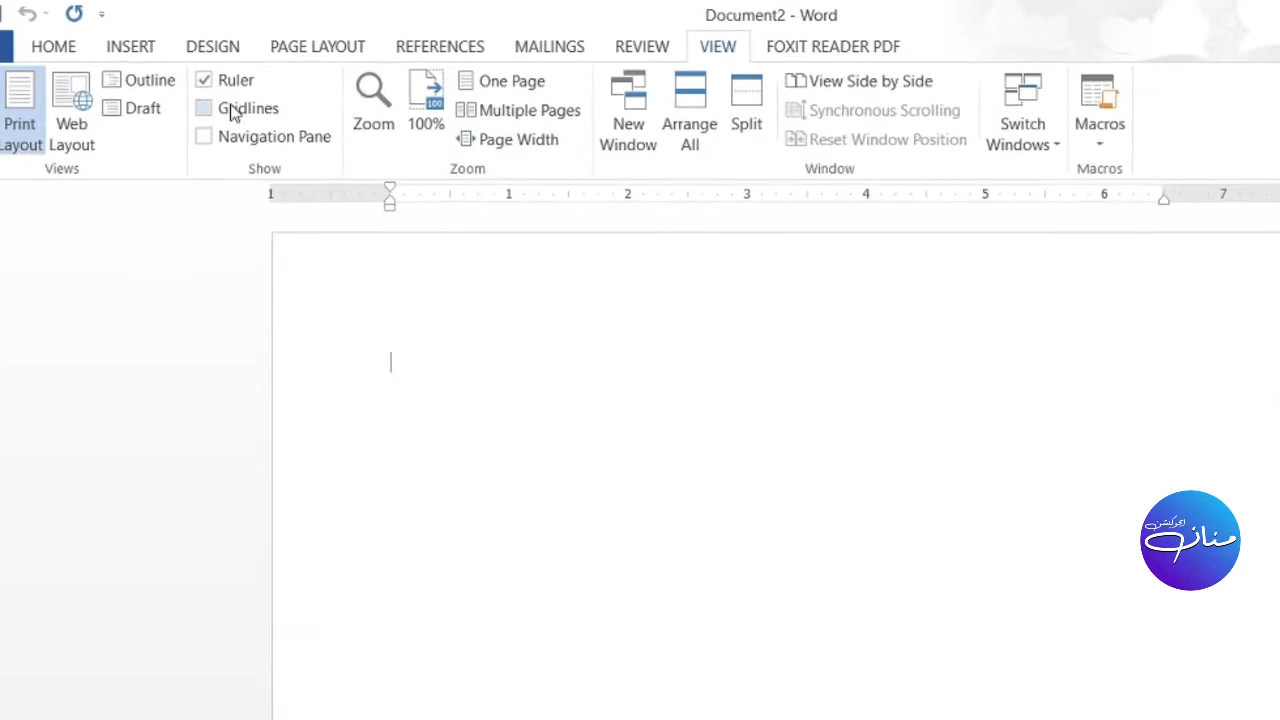 Document2 - Word
HOME INSERT DESIGN PAGE LAYOUT REFERENCES MAILINGS REVIEW VIEW FOXIT READER PDF
Print Layout
Web Layout
Outline
Draft
Views
Ruler
Gridlines
Navigation Pane
Show
Zoom
100
100%
One Page
Multiple Pages
Page Width
Zoom
New Window
Arrange All
Split
View Side by Side
Synchronous Scrolling
Reset Window Position
Window
Switch Windows
Macros
Macros
1 1 2 3 4 5 6 7
ایجوکیشن
منان